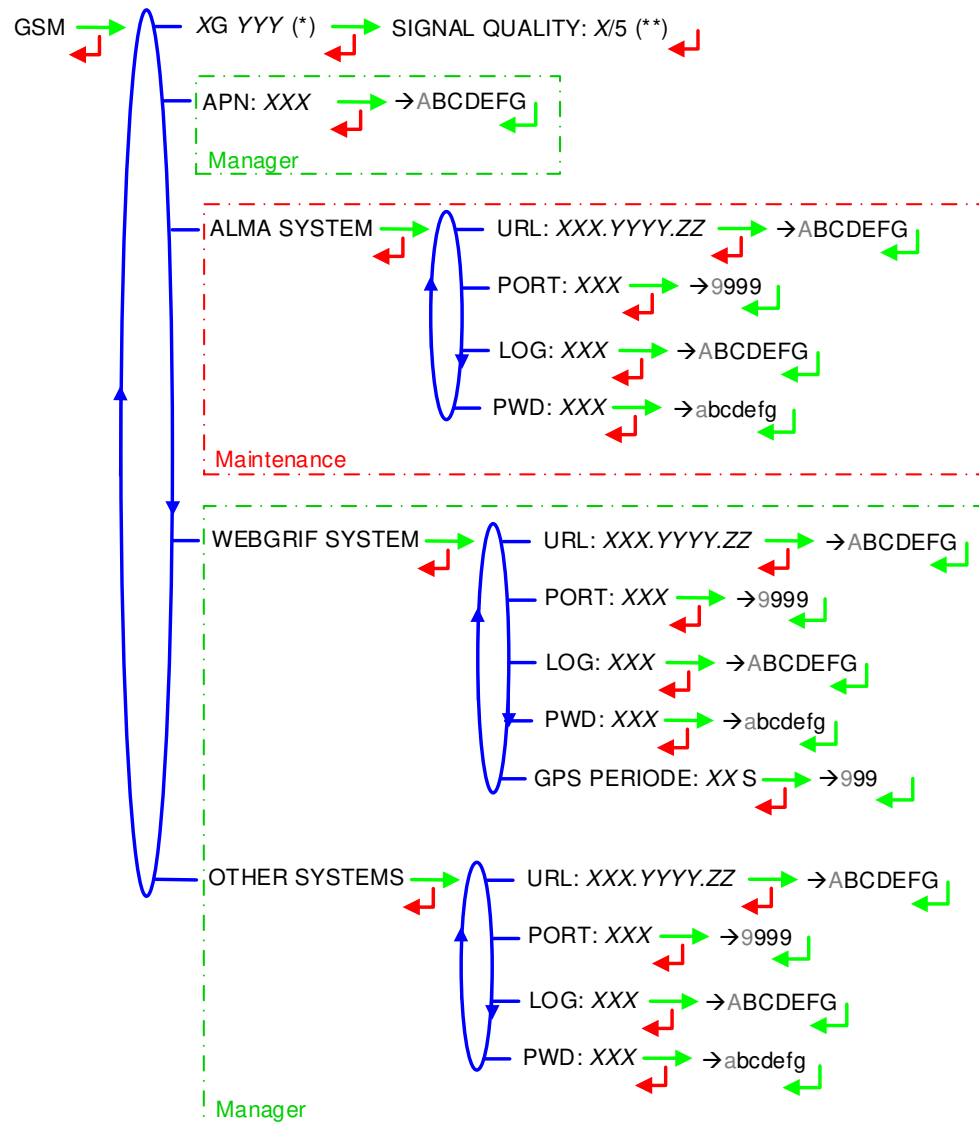 GSM XG YYY (*) SIGNAL QUALITY: X/5 (**)
APN: XXX →ABCDEFG
Manager
ALMA SYSTEM URL: XXX.YYYY.ZZ →ABCDEFG
PORT: XXX →9999
LOG: XXX →ABCDEFG
PWD: XXX →abcdefg
Maintenance
WEBGRIF SYSTEM URL: XXX.YYYY.ZZ →ABCDEFG
PORT: XXX →9999
LOG: XXX →ABCDEFG
PWD: XXX →abcdefg
GPS PERIODE: XX S →999
OTHER SYSTEMS URL: XXX.YYYY.ZZ →ABCDEFG
PORT: XXX →9999
LOG: XXX →ABCDEFG
PWD: XXX →abcdefg
Manager